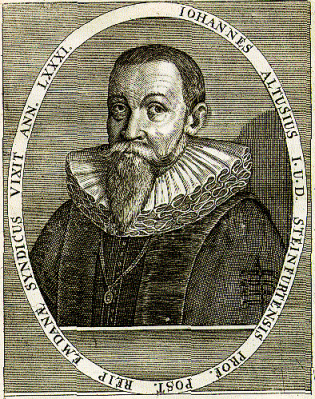 IOHANNES ALTUSIUS I.U.D. STEINFURTENSIS PROF. POST. REIP. EMDANÆ SYNDICUS VIXIT ANN. LXXXI.